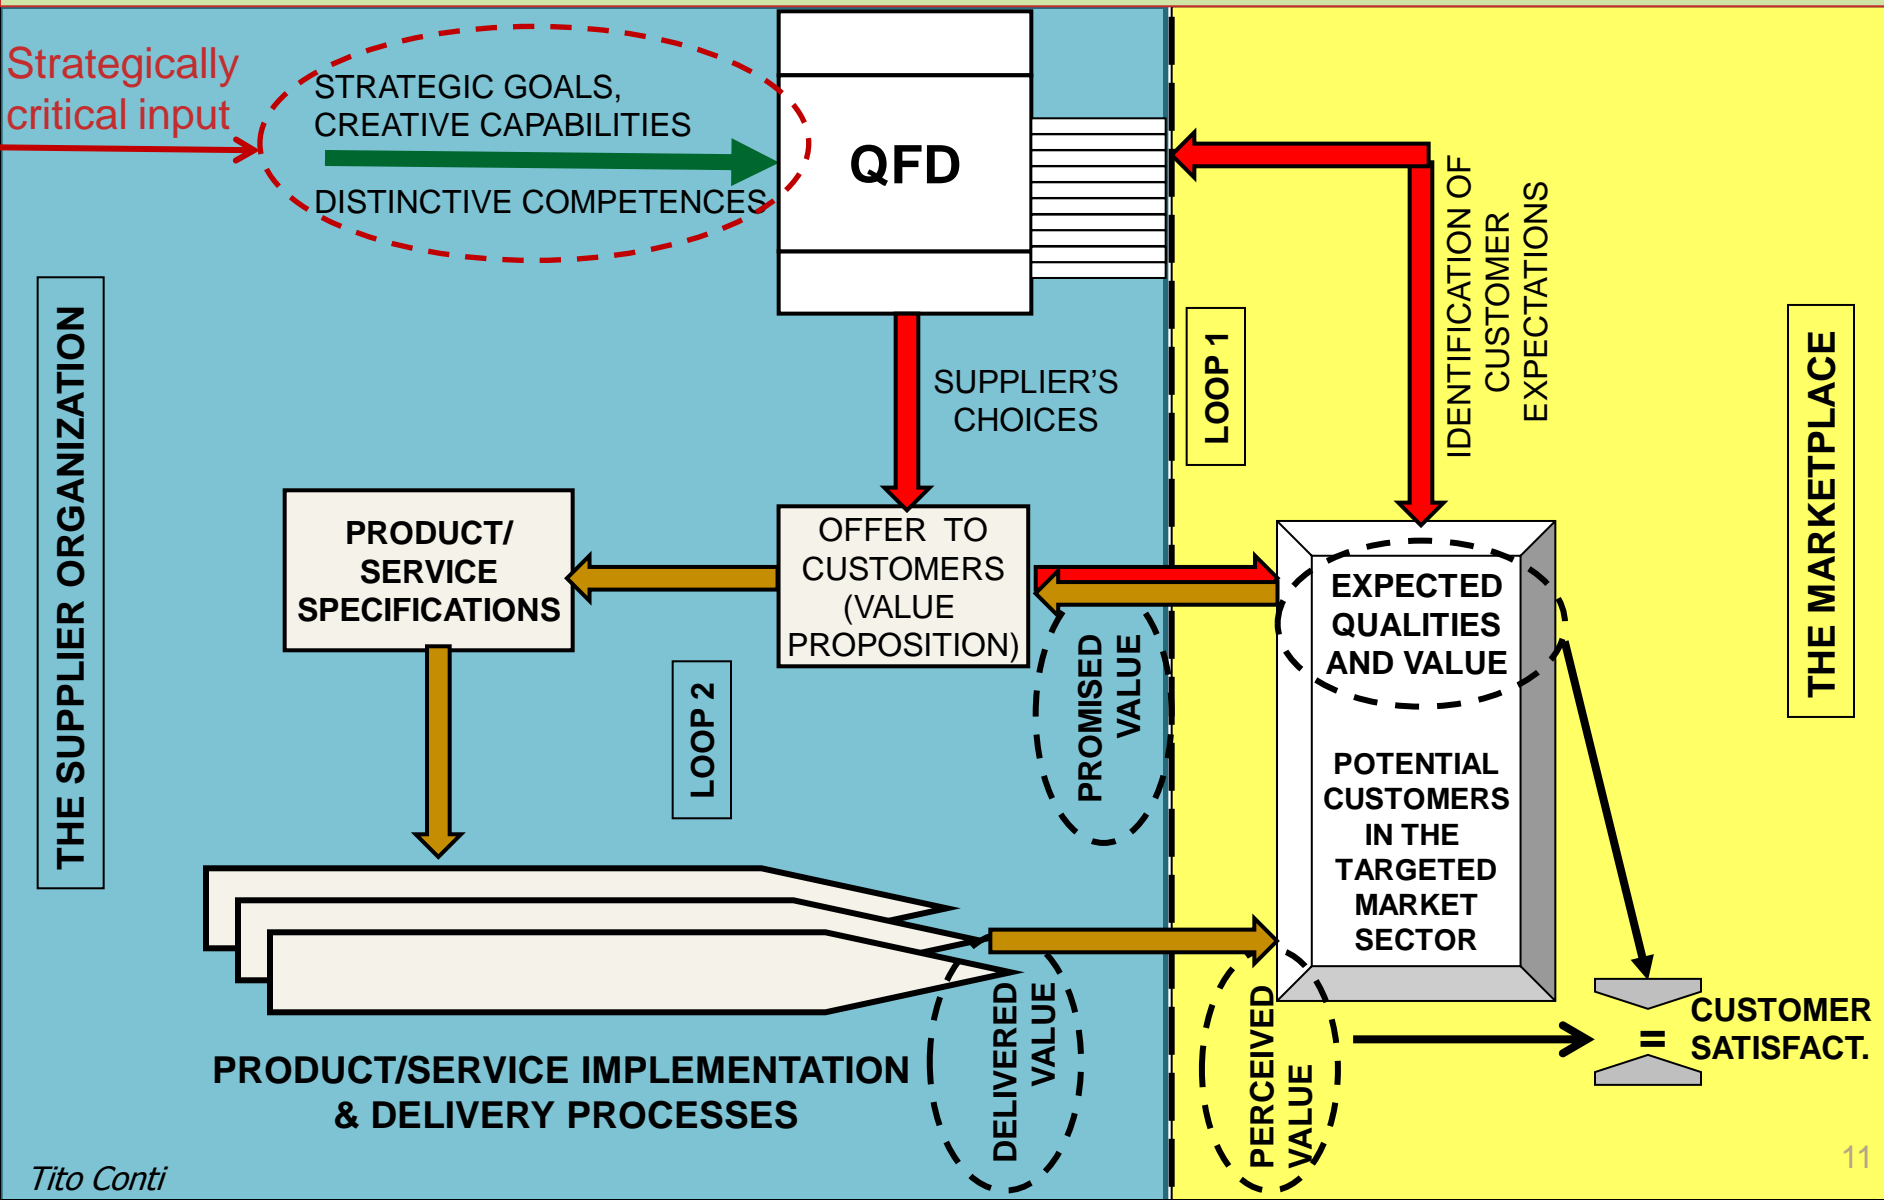 Strategically
critical input
STRATEGIC GOALS,
CREATIVE CAPABILITIES
DISTINCTIVE COMPETENCES
QFD
IDENTIFICATION OF
CUSTOMER
EXPECTATIONS
THE SUPPLIER ORGANIZATION
SUPPLIER’S
CHOICES
LOOP 1
THE MARKETPLACE
PRODUCT/
SERVICE
SPECIFICATIONS
OFFER TO
CUSTOMERS
(VALUE
PROPOSITION)
EXPECTED
QUALITIES
AND VALUE
LOOP 2
PROMISED
VALUE
POTENTIAL
CUSTOMERS
IN THE
TARGETED
MARKET
SECTOR
DELIVERED
VALUE
PERCEIVED
VALUE
=
CUSTOMER
SATISFACT.
PRODUCT/SERVICE IMPLEMENTATION
& DELIVERY PROCESSES
Tito Conti
11